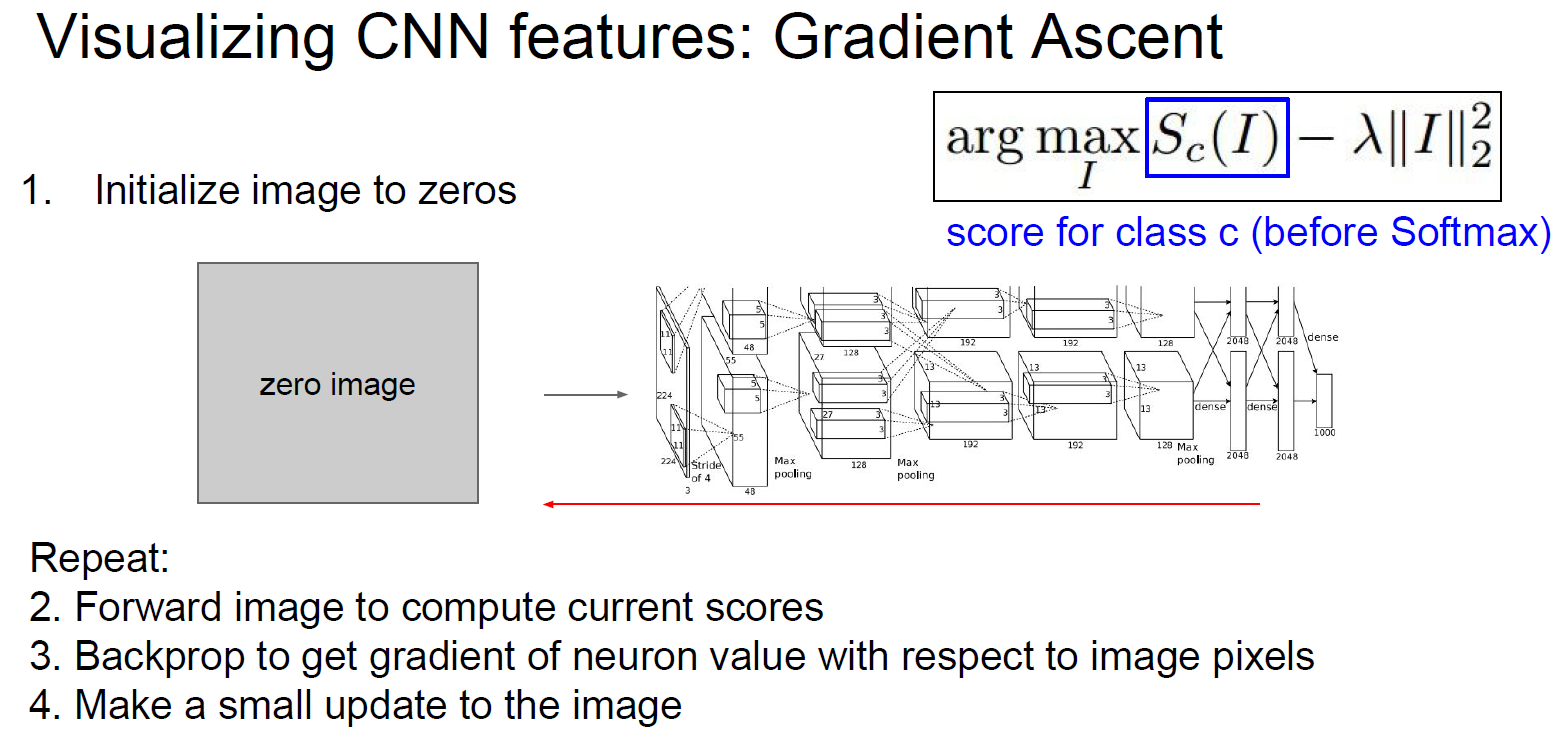 Visualizing CNN features: Gradient Ascent
arg max S_c(I) − λ‖I‖₂²
I
1. Initialize image to zeros
score for class c (before Softmax)
zero image
3
3
5
3
3
3
11
5
3
3
11
48
128
192
192
128
2048
2048
dense
55
27
13
13
13
224
5
3
3
3
5
3
3
3
13
13
13
dense
dense
11
55
27
3
3
1000
11
192
192
128
Max
pooling
2048
2048
224
Stride
of 4
Max
pooling
128
Max
pooling
3
48
Repeat:
2. Forward image to compute current scores
3. Backprop to get gradient of neuron value with respect to image pixels
4. Make a small update to the image